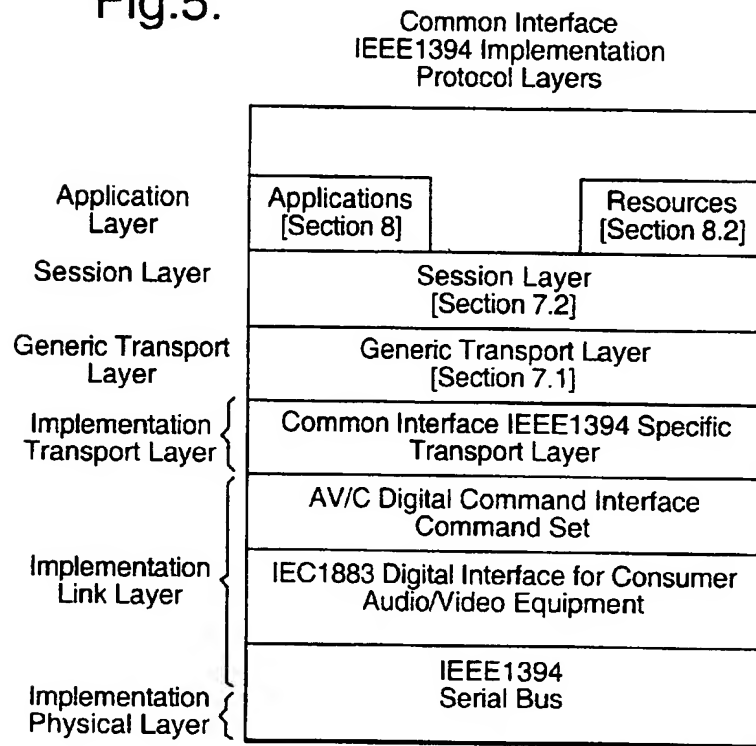 Fig.5.
Common Interface
IEEE1394 Implementation
Protocol Layers
Application
Layer
Applications
[Section 8]
Resources
[Section 8.2]
Session Layer
Session Layer
[Section 7.2]
Generic Transport
Layer
Generic Transport Layer
[Section 7.1]
Implementation
Transport Layer
Common Interface IEEE1394 Specific
Transport Layer
AV/C Digital Command Interface
Command Set
Implementation
Link Layer
IEC1883 Digital Interface for Consumer
Audio/Video Equipment
IEEE1394
Serial Bus
Implementation
Physical Layer